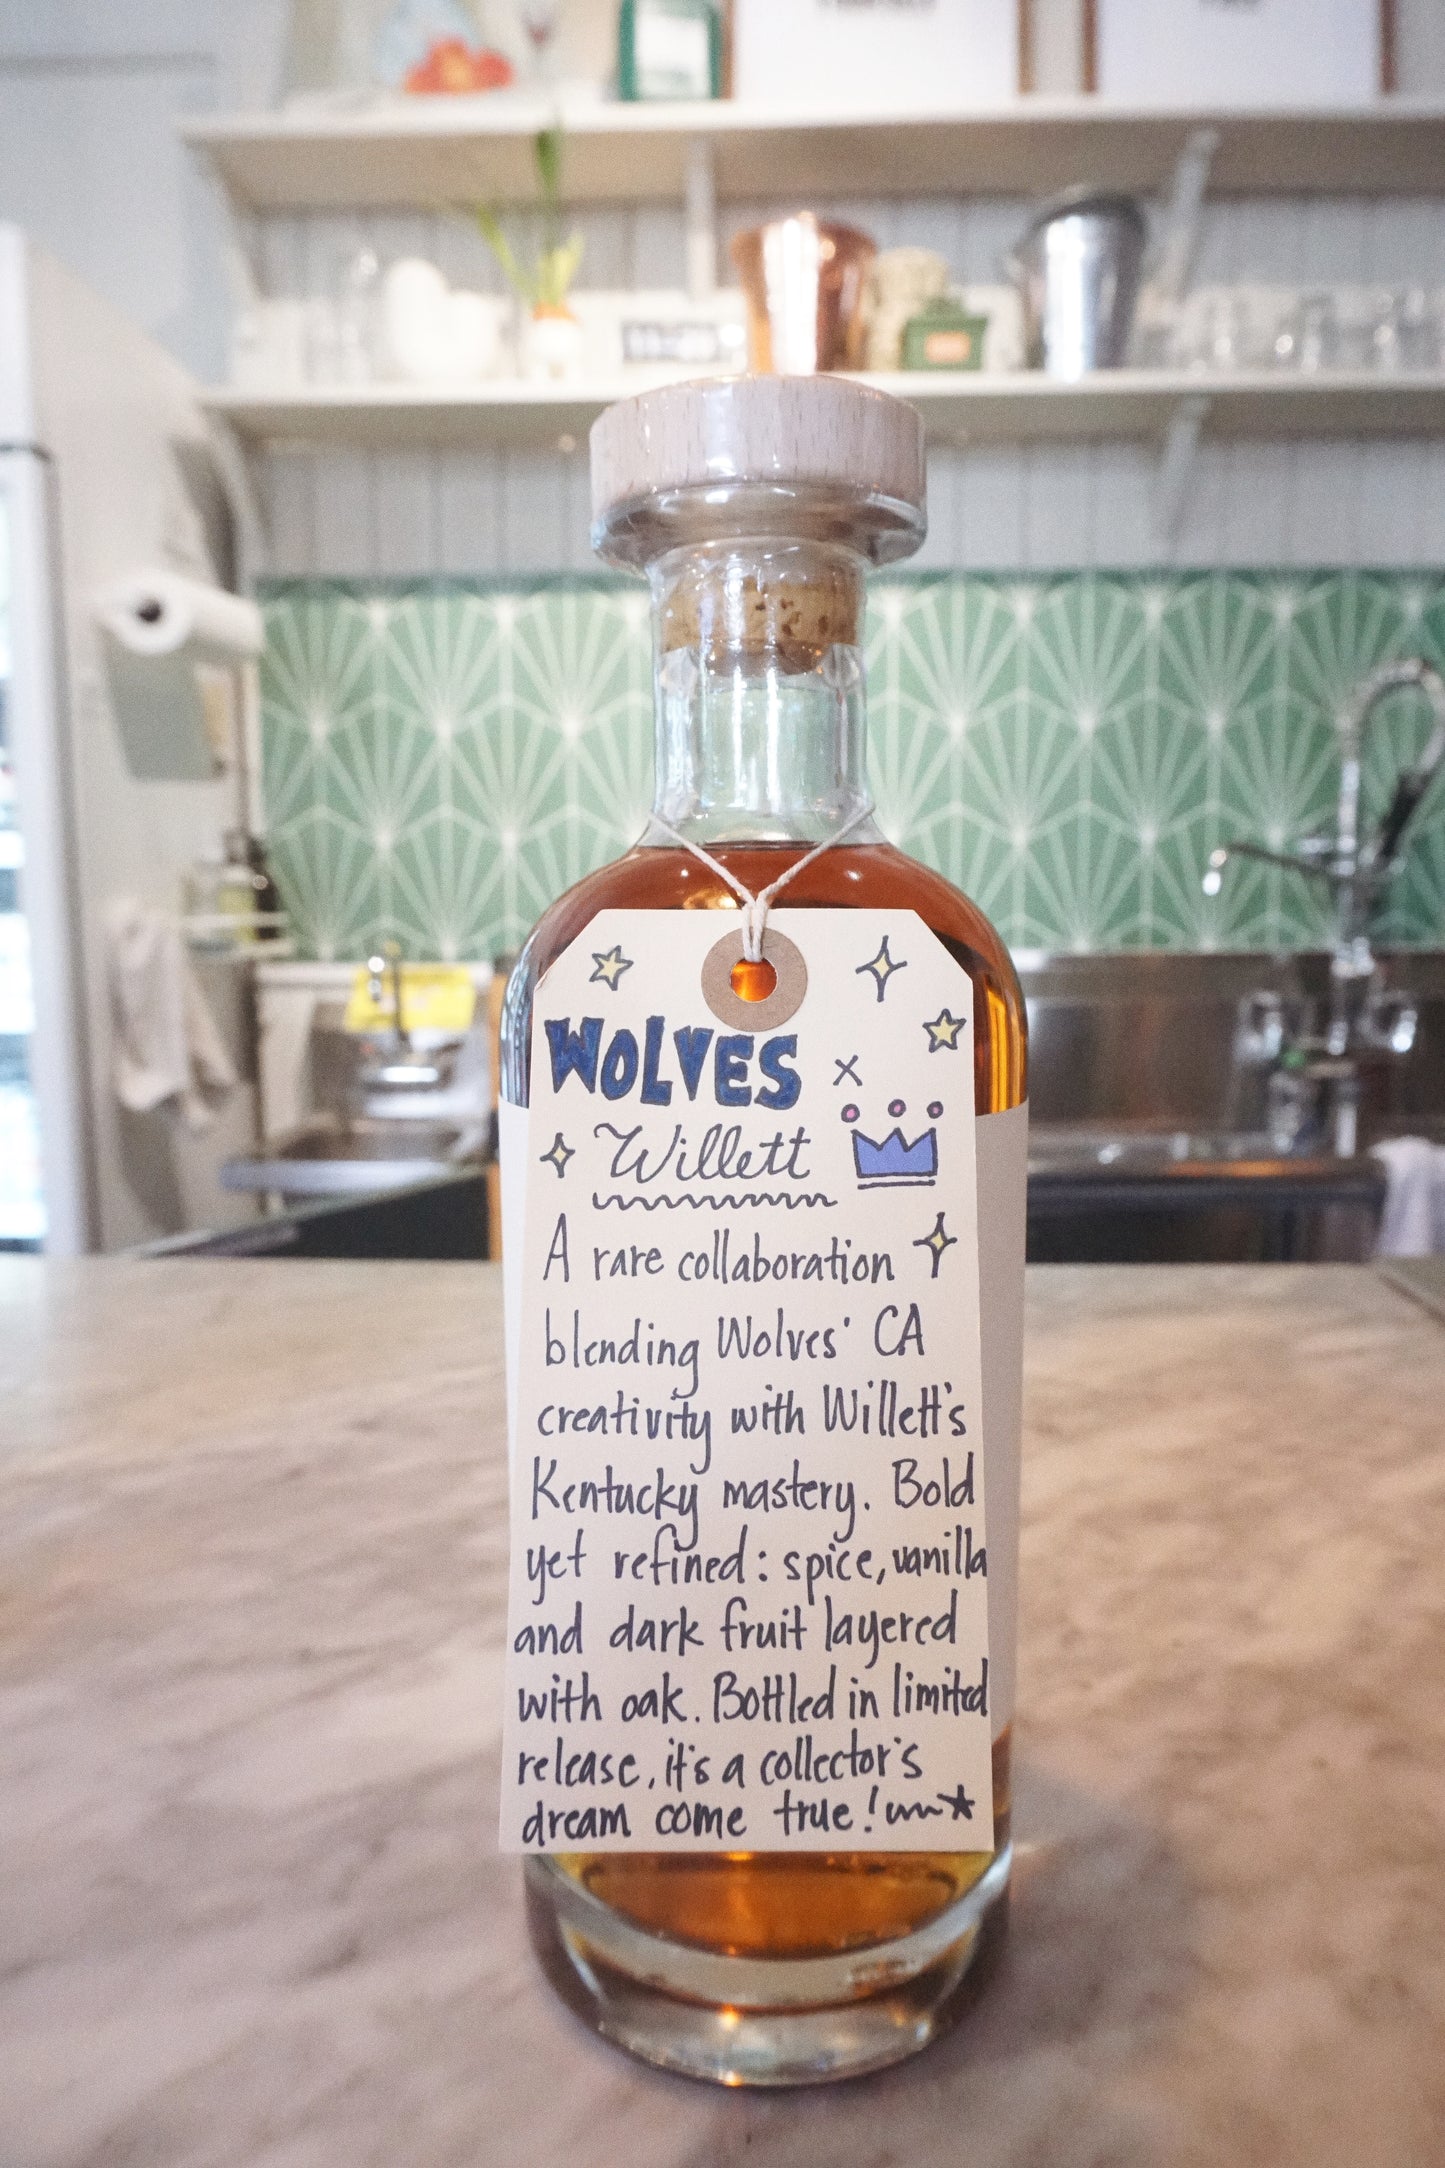 WOLVES x
Willett
A rare collaboration
blending Wolves' CA
creativity with Willett's
Kentucky mastery. Bold
yet refined: spice, vanilla
and dark fruit layered
with oak. Bottled in limited
release, it's a collector's
dream come true!